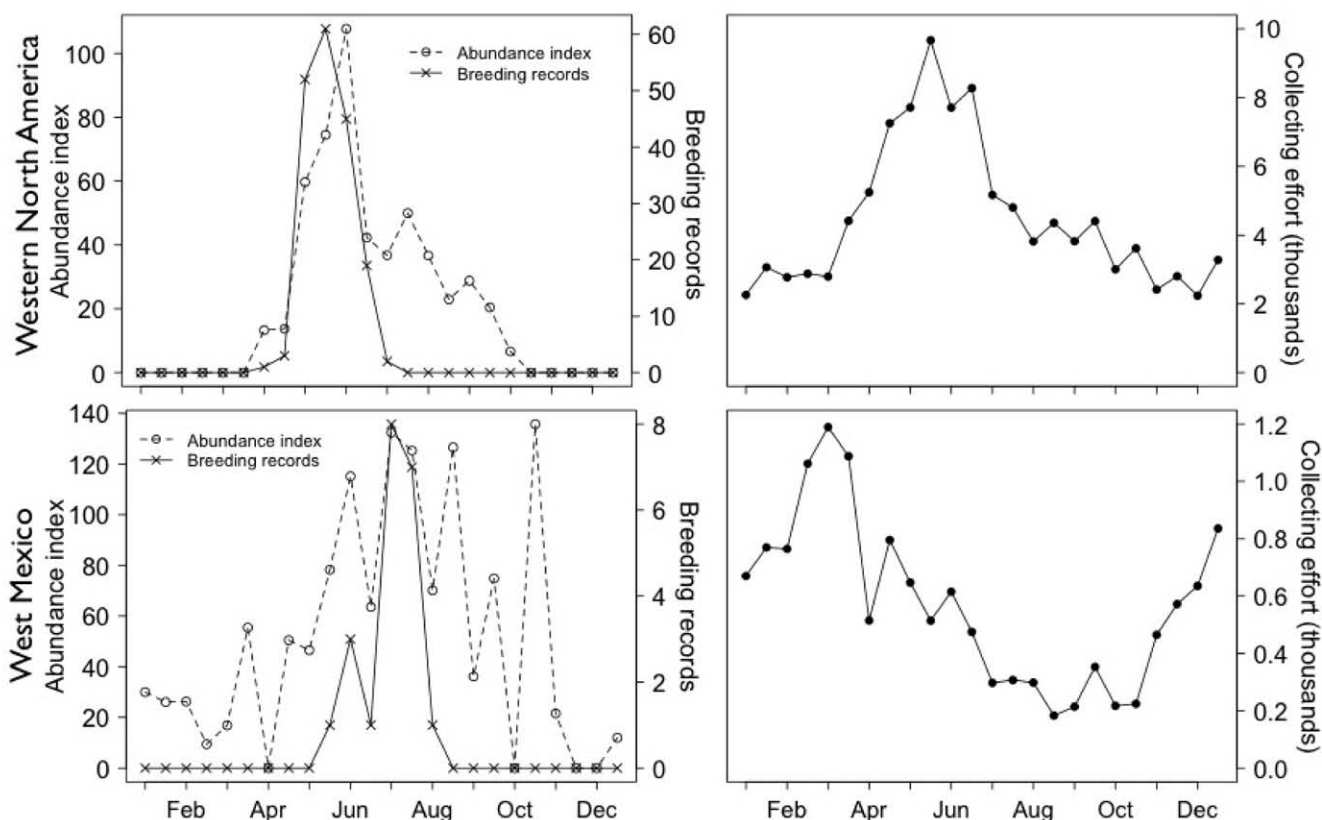 Western North America
Abundance index
100
80
60
40
20
0
Abundance index
Breeding records
60
50
40
30
20
10
0
Breeding records
10
8
6
4
2
0
Collecting effort (thousands)
West Mexico
Abundance index
140
120
100
80
60
40
20
0
Abundance index
Breeding records
8
6
4
2
0
Breeding records
Feb Apr Jun Aug Oct Dec
1.2
1.0
0.8
0.6
0.4
0.2
0.0
Collecting effort (thousands)
Feb Apr Jun Aug Oct Dec